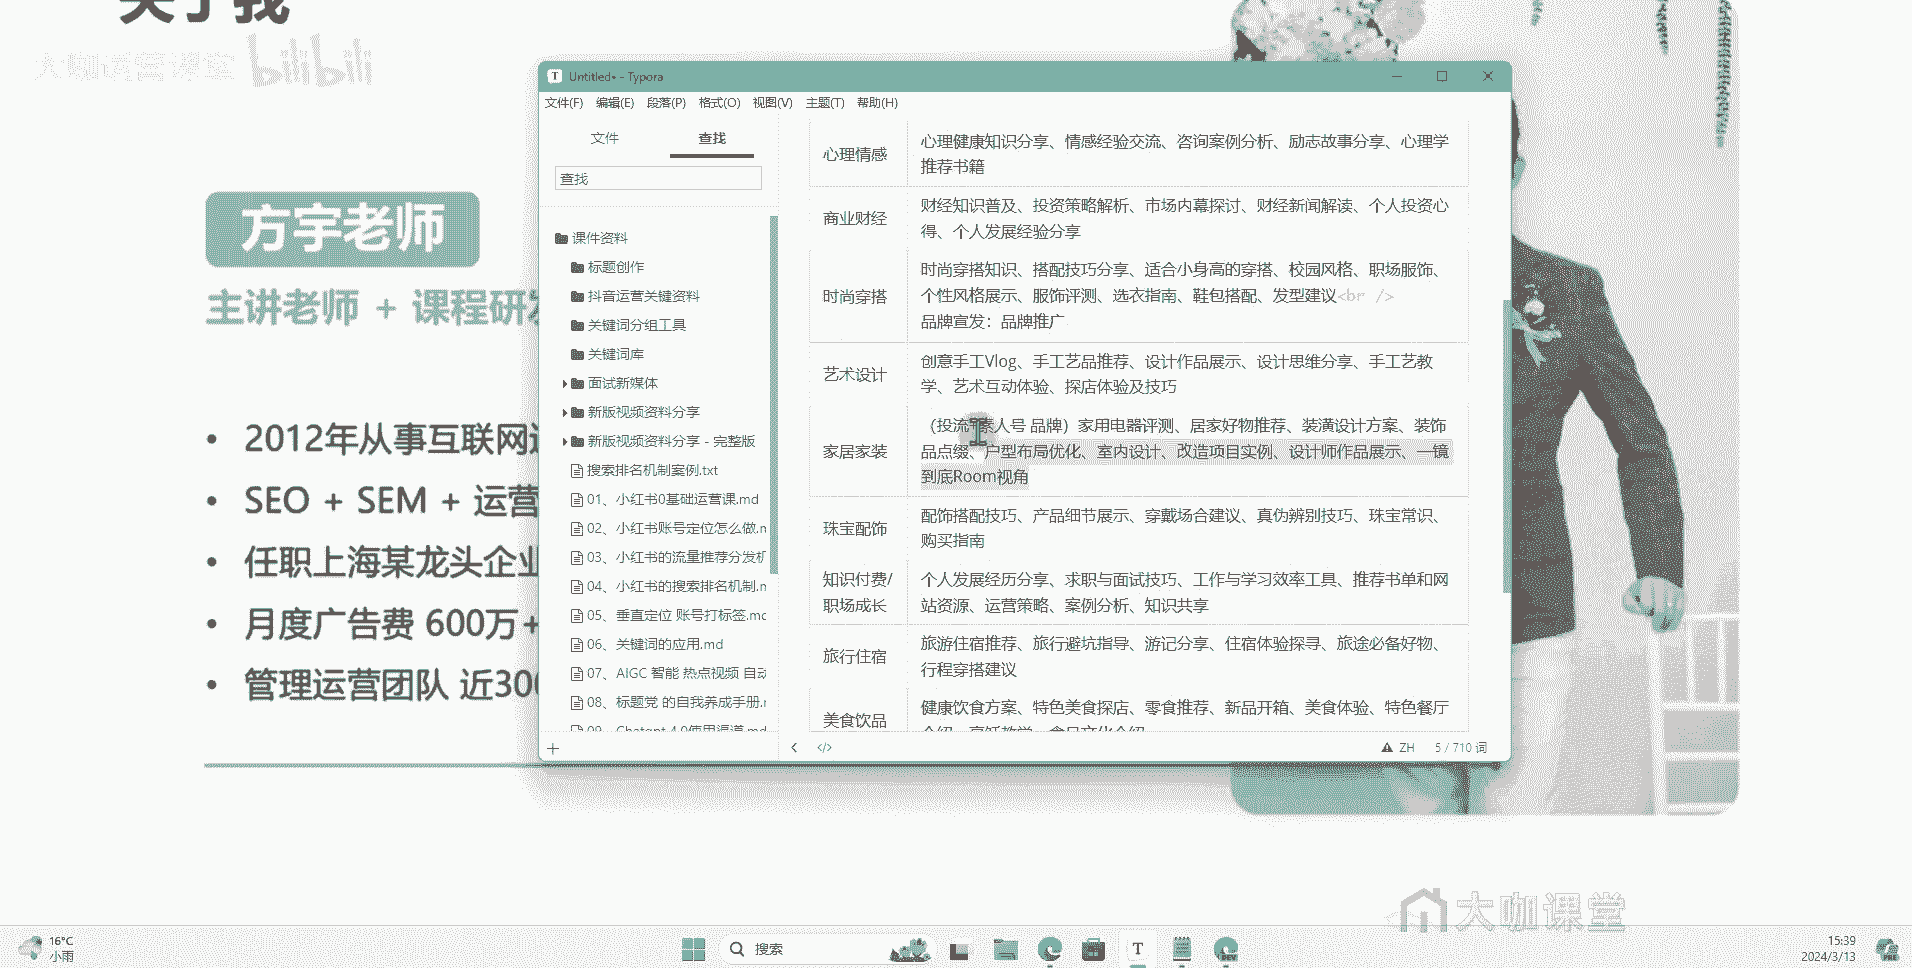 关于我
大咖运营课堂 bilibili
方宇老师
主讲老师 + 课程研发
• 2012年从事互联网
• SEO + SEM + 运营
• 任职上海某龙头企业
• 月度广告费 600万+
• 管理运营团队 近300
Untitled• - Typora
文件(F) 编辑(E) 段落(P) 格式(O) 视图(V) 主题(T) 帮助(H)
文件 查找
查找
课件资料
标题创作
抖音运营关键资料
关键词分组工具
关键词库
面试新媒体
新版视频资料分享
新版视频资料分享 - 完整版
搜索排名机制案例.txt
01、小红书0基础运营课.md
02、小红书账号定位怎么做.m
03、小红书的流量推荐分发机
04、小红书的搜索排名机制.m
05、垂直定位 账号打标签.mc
06、关键词的应用.md
07、AIGC 智能 热点视频 自动
08、标题党 的自我养成手册.r
09、Chatgpt 4.0使用渠道.md
心理情感
心理健康知识分享、情感经验交流、咨询案例分析、励志故事分享、心理学
推荐书籍
商业财经
财经知识普及、投资策略解析、市场内幕探讨、财经新闻解读、个人投资心
得、个人发展经验分享
时尚穿搭
时尚穿搭知识、搭配技巧分享、适合小身高的穿搭、校园风格、职场服饰、
个性风格展示、服饰评测、选衣指南、鞋包搭配、发型建议<br />
品牌宣发：品牌推广
艺术设计
创意手工Vlog、手工艺品推荐、设计作品展示、设计思维分享、手工艺教
学、艺术互动体验、探店体验及技巧
家居家装
（投流 素人号 品牌）家用电器评测、居家好物推荐、装潢设计方案、装饰
品点缀、户型布局优化、室内设计、改造项目实例、设计师作品展示、一镜
到底Room视角
珠宝配饰
配饰搭配技巧、产品细节展示、穿戴场合建议、真伪辨别技巧、珠宝常识、
购买指南
知识付费/
职场成长
个人发展经历分享、求职与面试技巧、工作与学习效率工具、推荐书单和网
站资源、运营策略、案例分析、知识共享
旅行住宿
旅游住宿推荐、旅行避坑指导、游记分享、住宿体验探寻、旅途必备好物、
行程穿搭建议
美食饮品
健康饮食方案、特色美食探店、零食推荐、新品开箱、美食体验、特色餐厅
介绍、烹饪教学、食品文化介绍
</> ZH 5 / 710 词
大咖课堂
16°C
小雨
搜索
T
DEV
15:39
2024/3/13
PRE